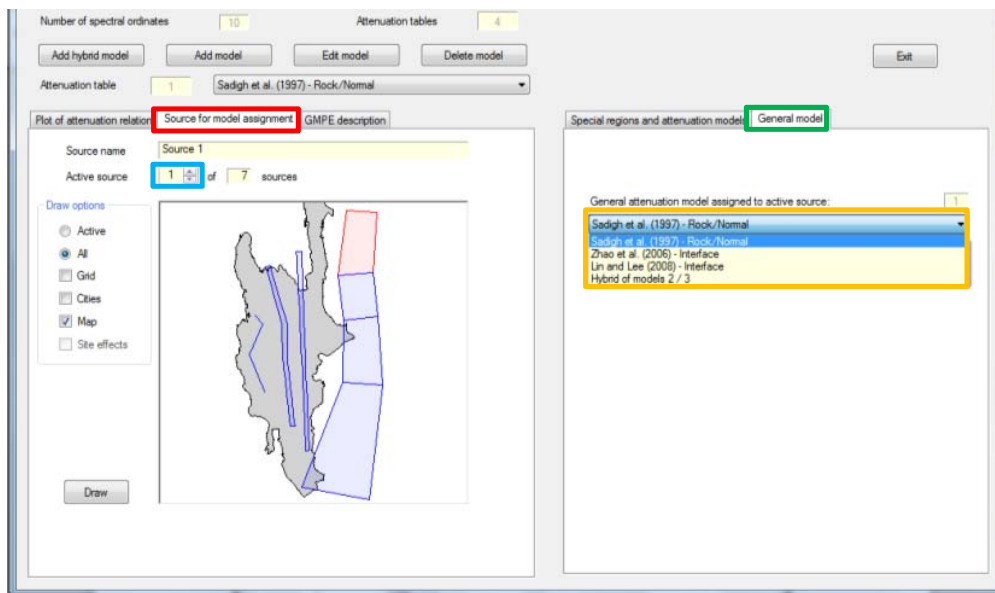 Number of spectral ordinates 10 Attenuation tables 4
Add hybrid model Add model Edit model Delete model Exit
Attenuation table 1 Sadigh et al. (1997) - Rock/Normal
Plot of attenuation relation Source for model assignment GMPE description
Special regions and attenuation models General model
Source name Source 1
Active source 1 of 7 sources
Draw options
Active
All
Grid
Cities
Map
Site effects
Draw
General attenuation model assigned to active source: 1
Sadigh et al. (1997) - Rock/Normal
Sadigh et al. (1997) - Rock/Normal
Zhao et al. (2006) - Interface
Lin and Lee (2008) - Interface
Hybrid of models 2 / 3